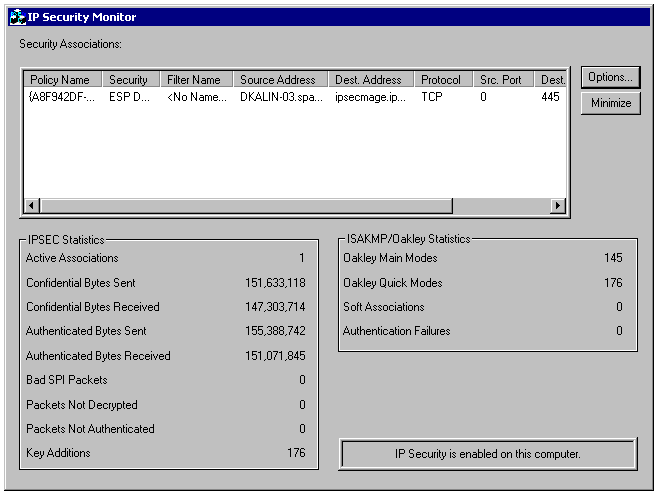 IP Security Monitor
Security Associations:
Policy Name Security Filter Name Source Address Dest. Address Protocol Src. Port Dest.
{A8F942DF-... ESP D... <No Name... DKALIN-03.spa... ipsecmage.ip... TCP 0 445
Options...
Minimize
IPSEC Statistics
Active Associations 1
Confidential Bytes Sent 151,633,118
Confidential Bytes Received 147,303,714
Authenticated Bytes Sent 155,388,742
Authenticated Bytes Received 151,071,845
Bad SPI Packets 0
Packets Not Decrypted 0
Packets Not Authenticated 0
Key Additions 176
ISAKMP/Oakley Statistics
Oakley Main Modes 145
Oakley Quick Modes 176
Soft Associations 0
Authentication Failures 0
IP Security is enabled on this computer.